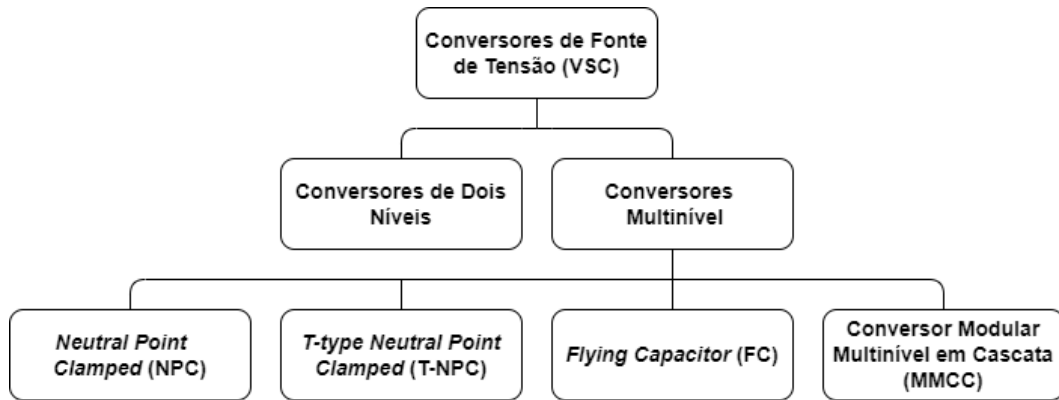 Conversores de Fonte
de Tensão (VSC)
Conversores de Dois
Níveis
Conversores
Multinível
Neutral Point
Clamped (NPC)
T-type Neutral Point
Clamped (T-NPC)
Flying Capacitor (FC)
Conversor Modular
Multinível em Cascata
(MMCC)